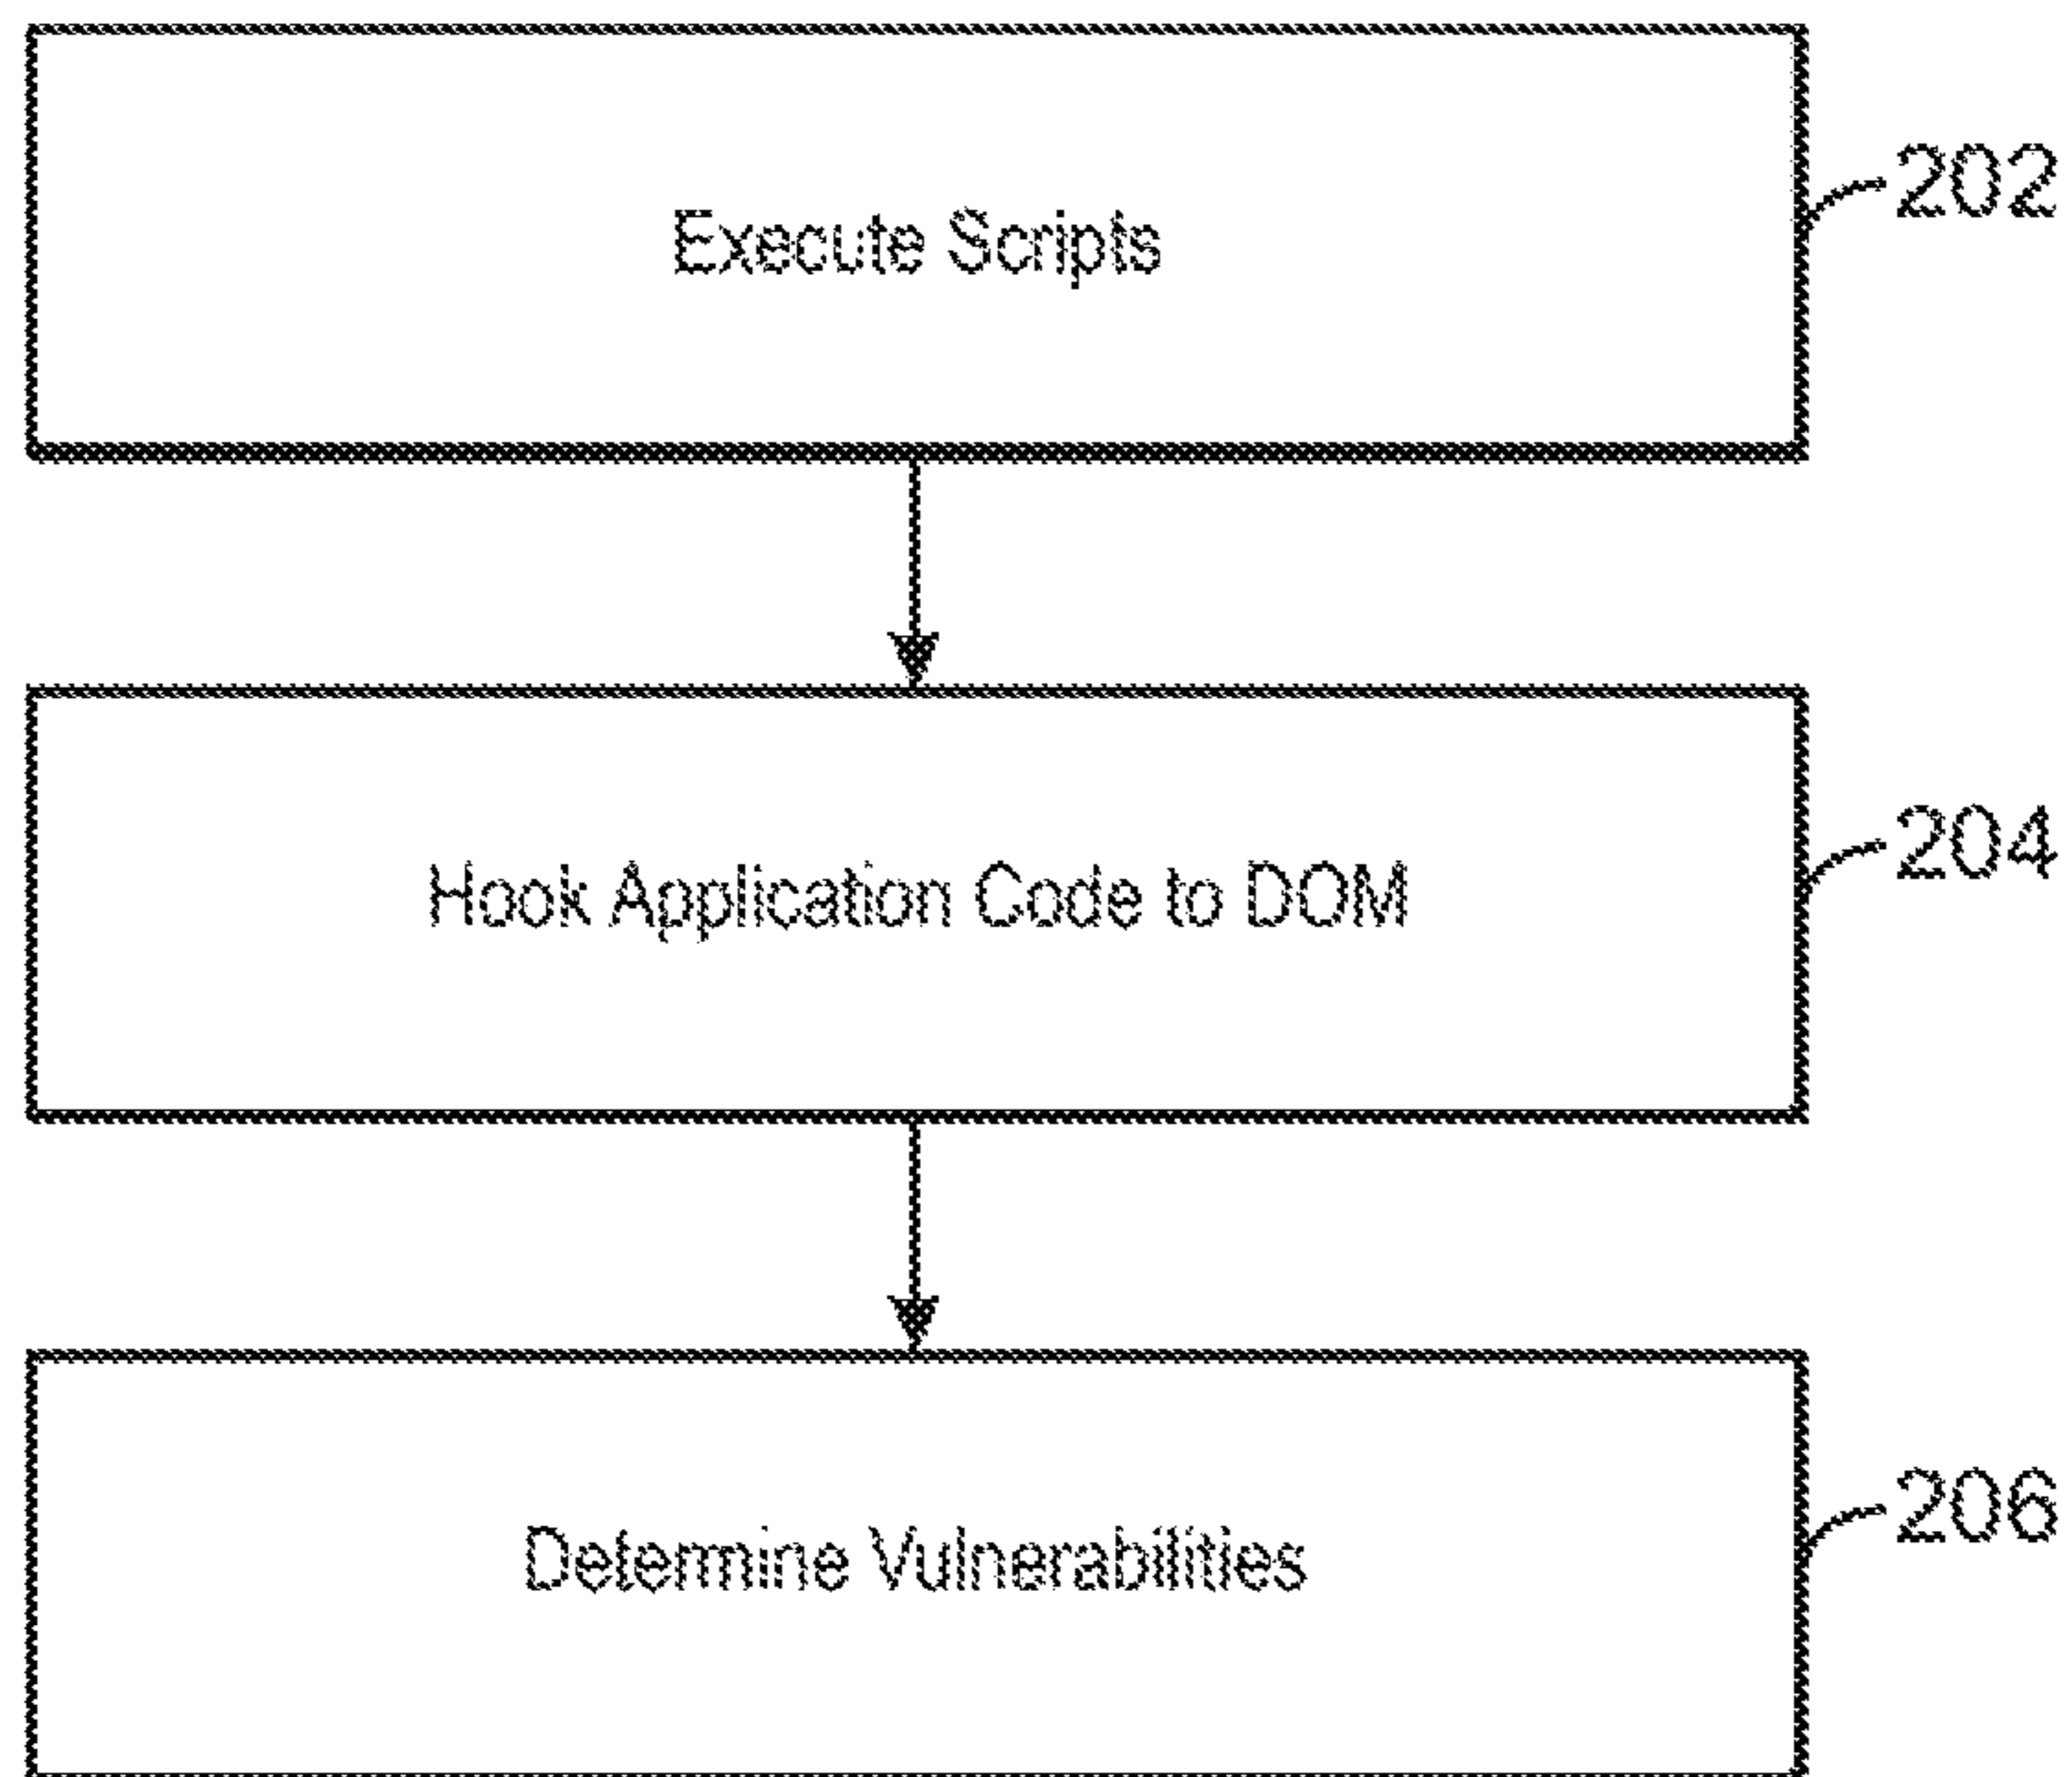 Execute Scripts
202
Hook Application Code to DOM
204
Determine Vulnerabilities
206